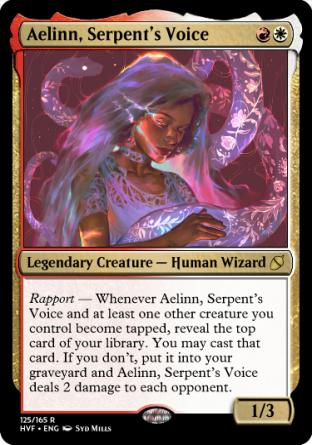 Aelinn, Serpent's Voice
Legendary Creature — Human Wizard
Rapport — Whenever Aelinn, Serpent's
Voice and at least one other creature you
control become tapped, reveal the top
card of your library. You may cast that
card. If you don't, put it into your
graveyard and Aelinn, Serpent's Voice
deals 2 damage to each opponent.
1/3
125/165 R
HVF • ENG Syd Mills